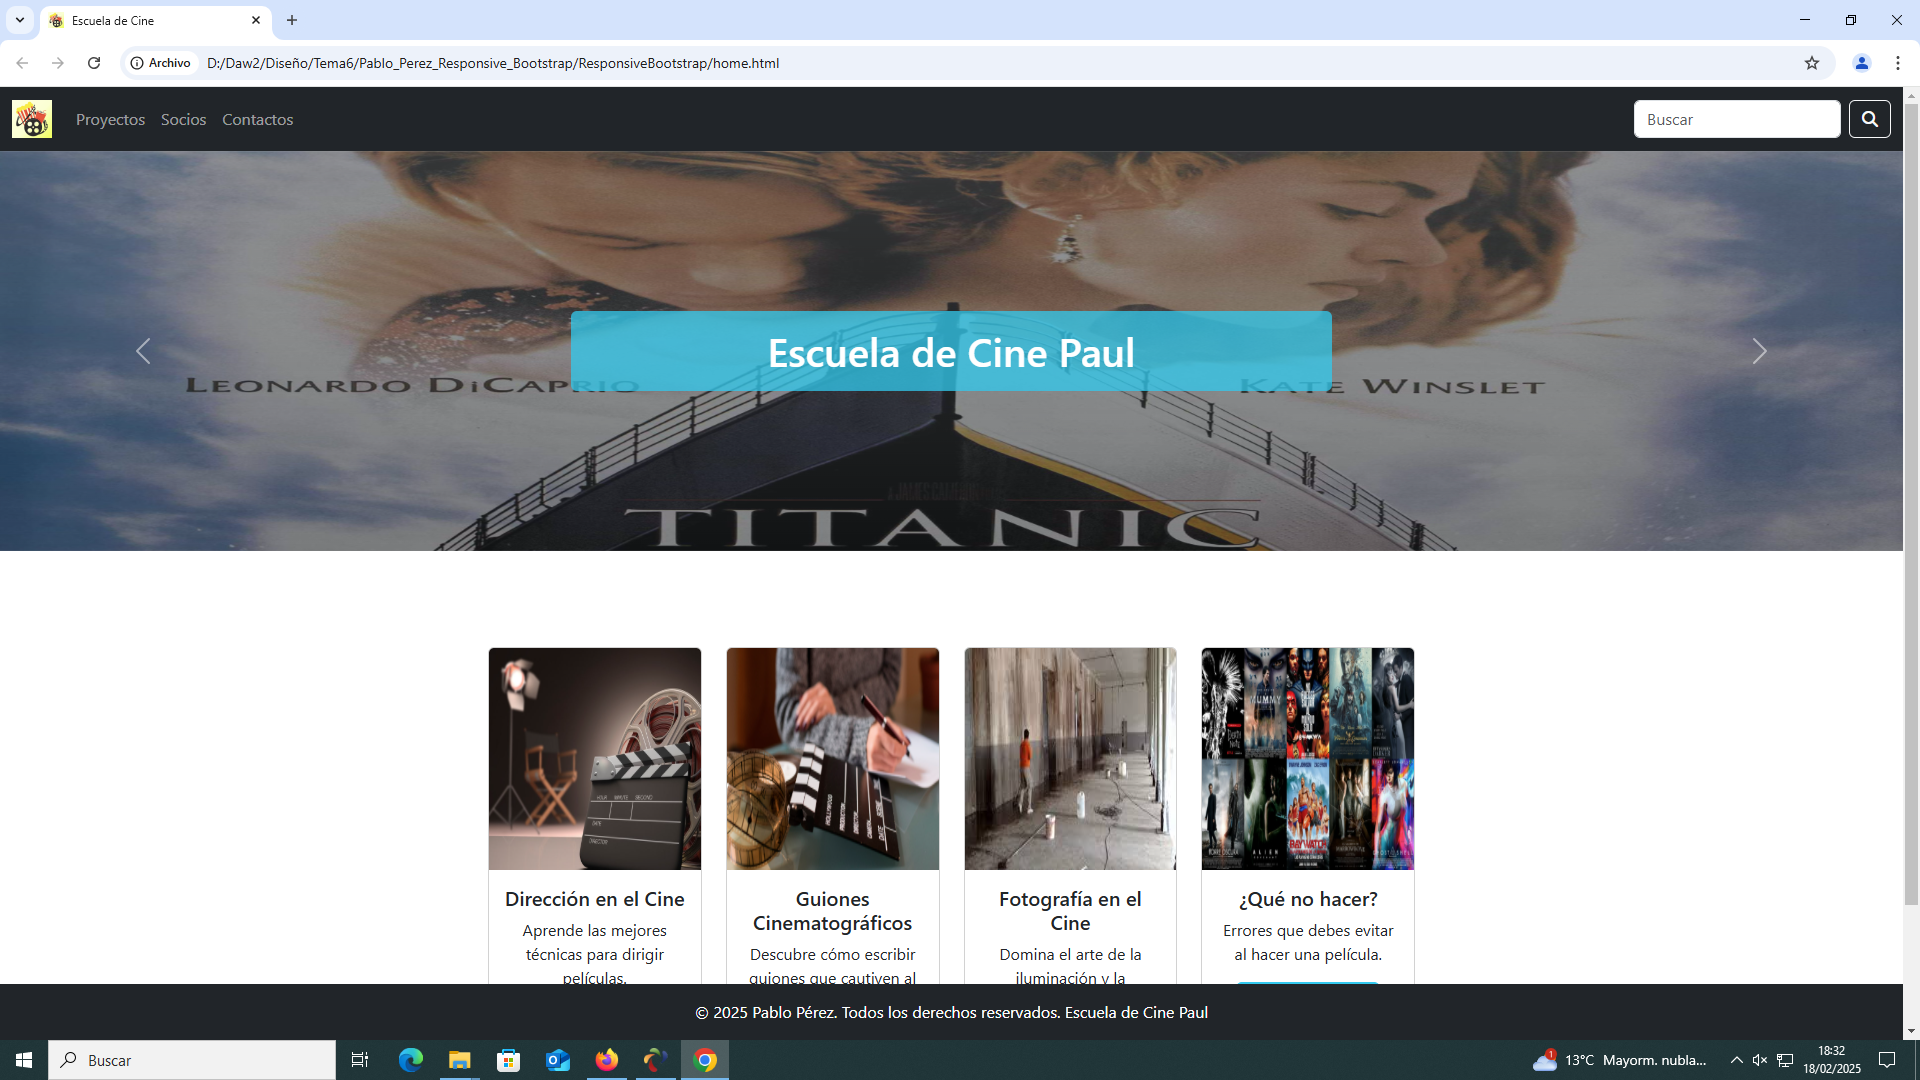 Escuela de Cine
Archivo
D:/Daw2/Diseño/Tema6/Pablo_Perez_Responsive_Bootstrap/ResponsiveBootstrap/home.html
Proyectos Socios Contactos
Buscar
Escuela de Cine Paul
LEONARDO DICAPRIO
KATE WINSLET
TITANIC
Dirección en el Cine
Aprende las mejores
técnicas para dirigir
películas.
Guiones
Cinematográficos
Descubre cómo escribir
guiones que cautiven al
Fotografía en el
Cine
Domina el arte de la
iluminación y la
¿Qué no hacer?
Errores que debes evitar
al hacer una película.
© 2025 Pablo Pérez. Todos los derechos reservados. Escuela de Cine Paul
Buscar
1
13°C Mayorm. nubla...
18:32
18/02/2025